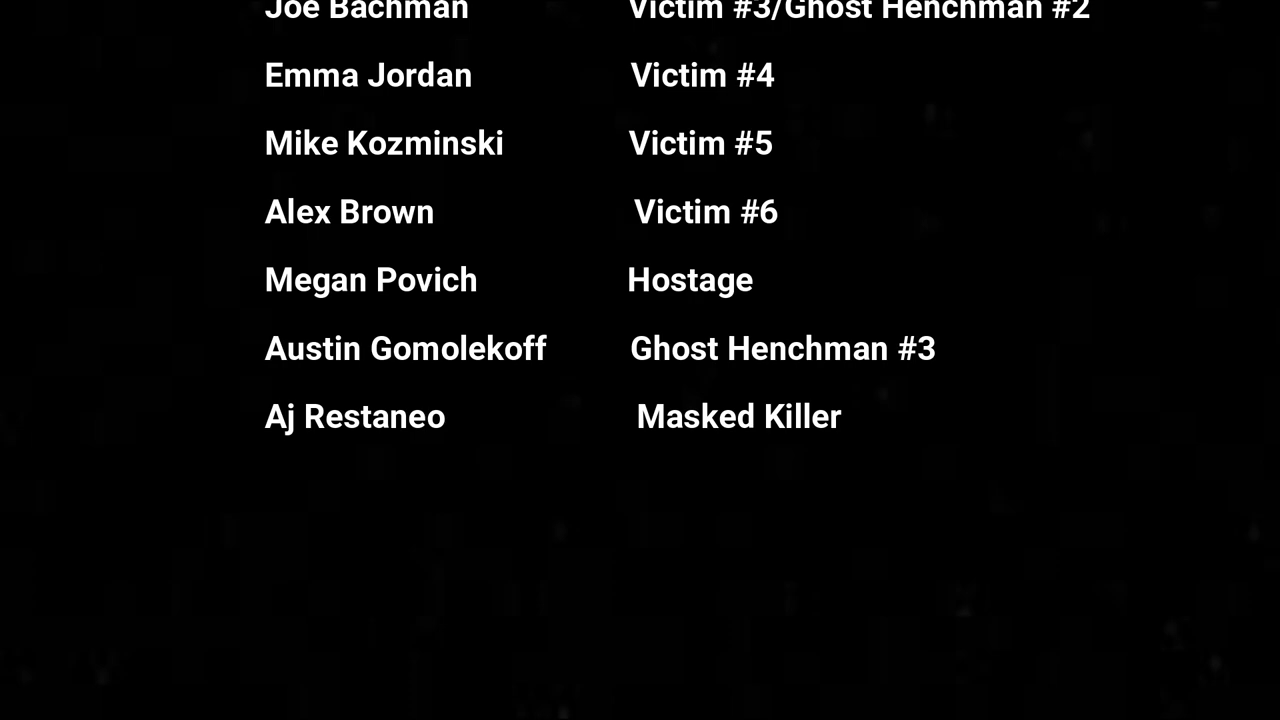 Joe Bachman Victim #3/Ghost Henchman #2
Emma Jordan Victim #4
Mike Kozminski Victim #5
Alex Brown Victim #6
Megan Povich Hostage
Austin Gomolekoff Ghost Henchman #3
Aj Restaneo Masked Killer